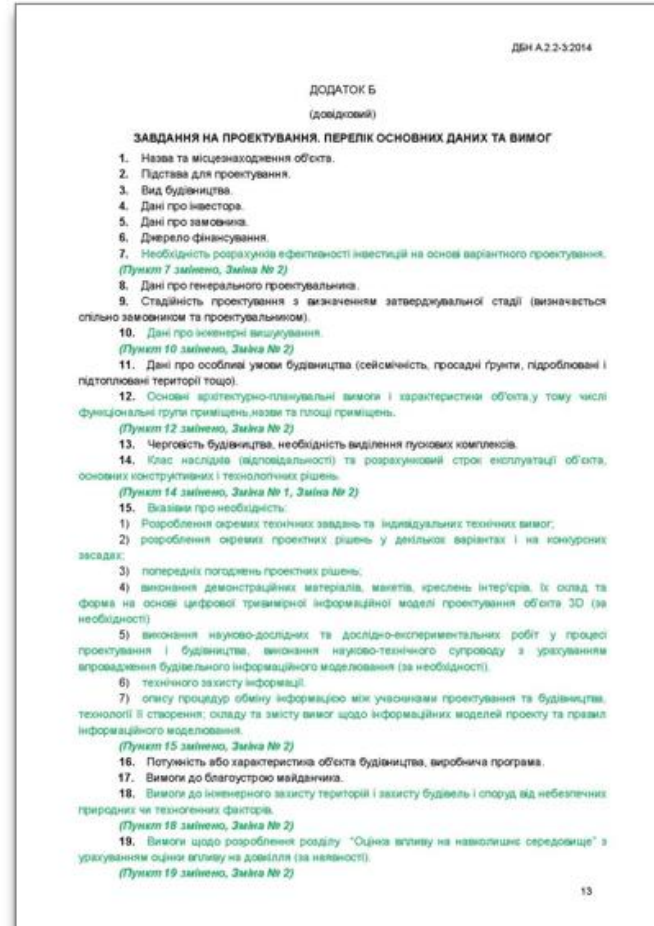 ДБН А.2.2-3:2014
ДОДАТОК Б
(довідковий)
ЗАВДАННЯ НА ПРОЕКТУВАННЯ. ПЕРЕЛІК ОСНОВНИХ ДАНИХ ТА ВИМОГ
1. Назва та місцезнаходження об'єкта.
2. Підстава для проектування.
3. Вид будівництва.
4. Дані про інвестора.
5. Дані про замовника.
6. Джерело фінансування.
7. Необхідність розрахунків ефективності інвестицій на основі варіантного проектування.
(Пункт 7 змінено, Зміна № 2)
8. Дані про генерального проектувальника.
9. Стадійність проектування з визначенням затверджувальної стадії (визначається
спільно замовником та проектувальником).
10. Дані про інженерні вишукування.
(Пункт 10 змінено, Зміна № 2)
11. Дані про особливі умови будівництва (сейсмічність, просадні ґрунти, підроблювані і
підтоплювані території тощо).
12. Основні архітектурно-планувальні вимоги і характеристики об'єкта,у тому числі
функціональні групи приміщень,назви та площі приміщень.
(Пункт 12 змінено, Зміна № 2)
13. Черговість будівництва, необхідність виділення пускових комплексів.
14. Клас наслідків (відповідальності) та розрахунковий строк експлуатації об'єкта,
основних конструктивних і технологічних рішень.
(Пункт 14 змінено, Зміна № 1, Зміна № 2)
15. Вказівки про необхідність:
1) Розроблення окремих технічних завдань та індивідуальних технічних вимог;
2) розроблення окремих проектних рішень у декількох варіантах і на конкурсних
засадах;
3) попередніх погоджень проектних рішень;
4) виконання демонстраційних матеріалів, макетів, креслень інтер'єрів, їх склад та
форма на основі цифрової тривимірної інформаційної моделі проектування об'єкта 3D (за
необхідності)
5) виконання науково-дослідних та дослідно-експериментальних робіт у процесі
проектування і будівництва, виконання науково-технічного супроводу з урахуванням
впровадження будівельного інформаційного моделювання (за необхідності).
6) технічного захисту інформації.
7) опису процедур обміну інформацією між учасниками проектування та будівництва,
технології її створення; складу та змісту вимог щодо інформаційних моделей проекту та правил
інформаційного моделювання.
(Пункт 15 змінено, Зміна № 2)
16. Потужність або характеристика об'єкта будівництва, виробнича програма.
17. Вимоги до благоустрою майданчика.
18. Вимоги до інженерного захисту територій і захисту будівель і споруд від небезпечних
природних чи техногенних факторів.
(Пункт 18 змінено, Зміна № 2)
19. Вимоги щодо розроблення розділу “Оцінка впливу на навколишнє середовище” з
урахуванням оцінки впливу на довкілля (за наявності).
(Пункт 19 змінено, Зміна № 2)
13